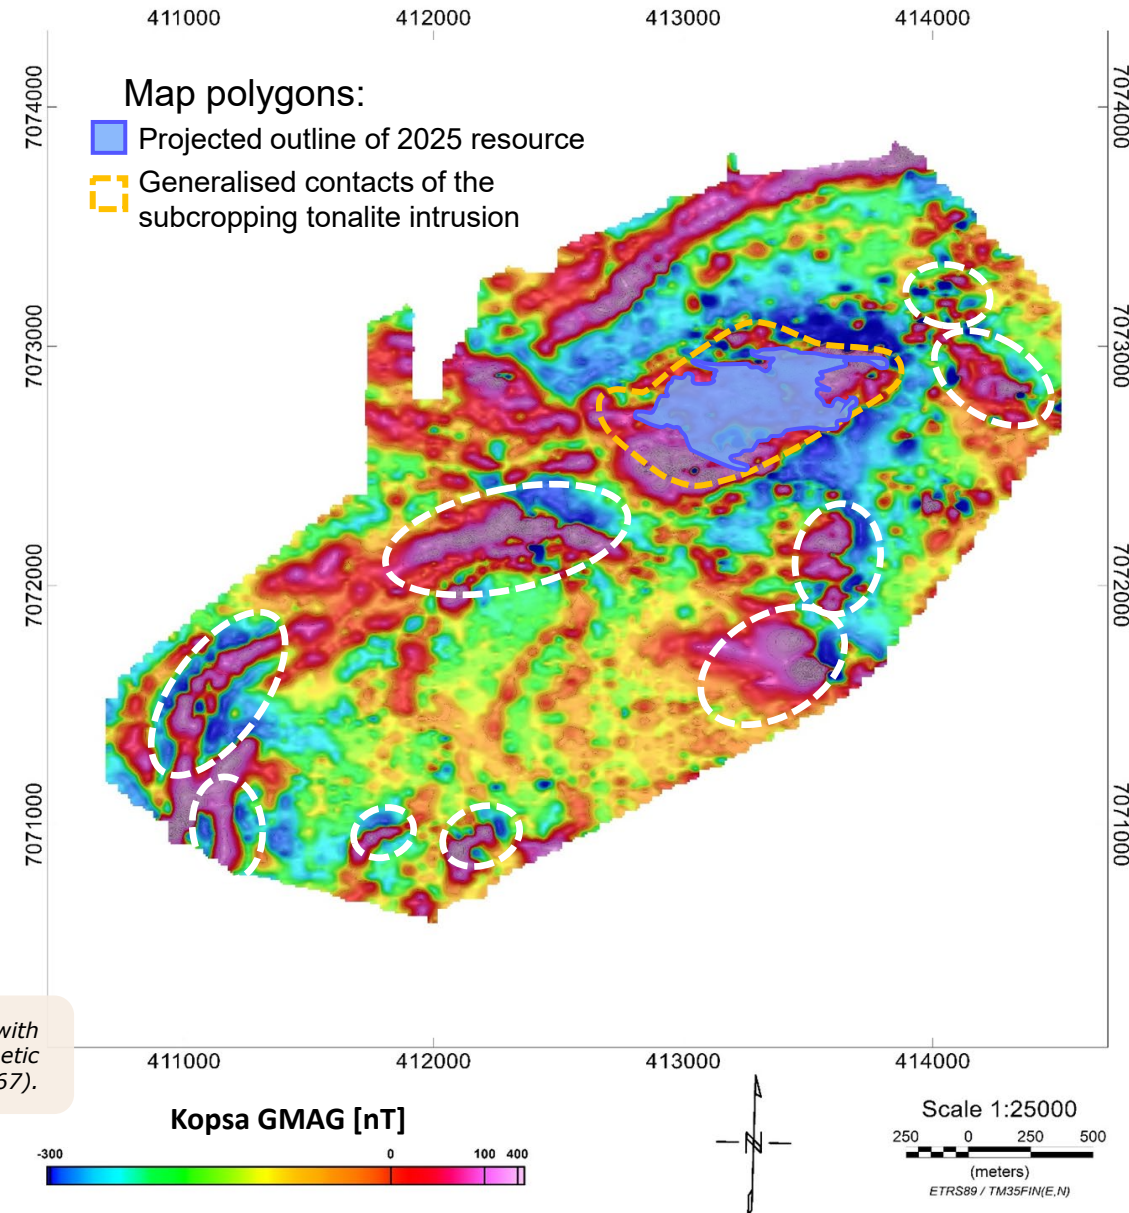 411000 412000 413000 414000
7074000
7074000
Map polygons:
Projected outline of 2025 resource
Generalised contacts of the
subcropping tonalite intrusion
7073000
7073000
7072000
7072000
7071000
7071000
with
etic
67).
411000 412000 413000 414000
Kopsa GMAG [nT]
-300 0 100 400
N
Scale 1:25000
250 0 250 500
(meters)
ETRS89 / TM35FIN(E,N)